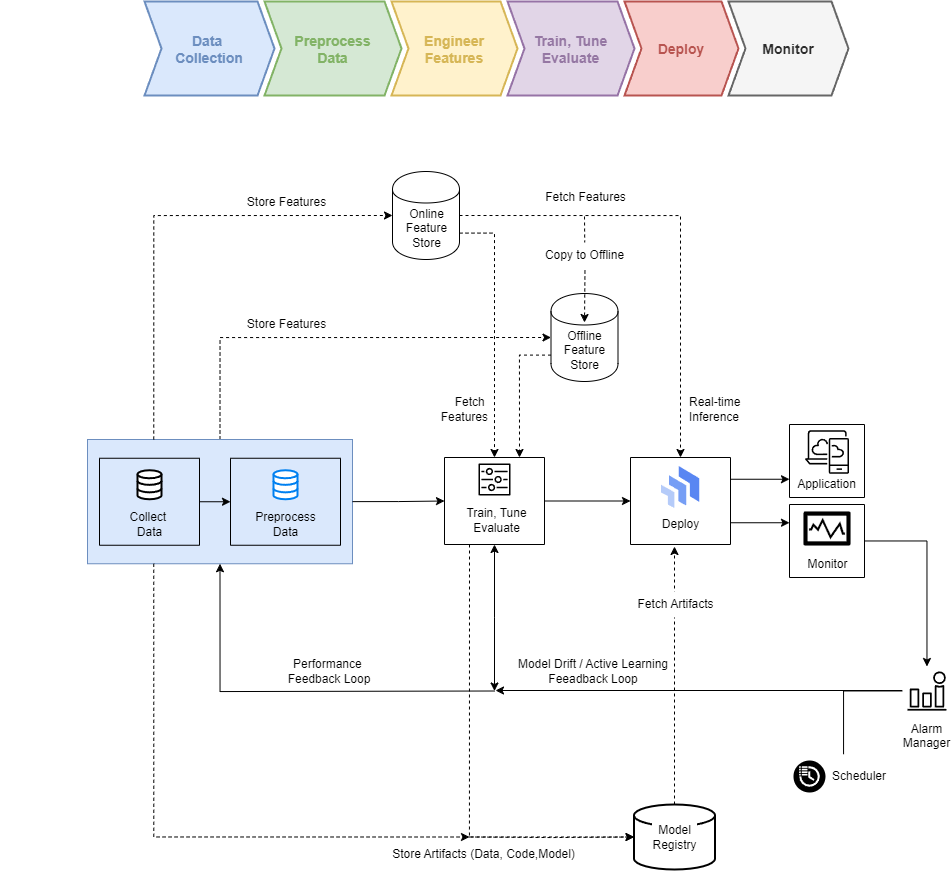 Data
Collection
Preprocess
Data
Engineer
Features
Train, Tune
Evaluate
Deploy
Monitor
Store Features
Online
Feature
Store
Fetch Features
Copy to Offline
Store Features
Offline
Feature
Store
Fetch
Features
Real-time
Inference
Collect
Data
Preprocess
Data
Train, Tune
Evaluate
Deploy
Application
Monitor
Fetch Artifacts
Performance
Feedback Loop
Model Drift / Active Learning
Feeadback Loop
Alarm
Manager
Scheduler
Model
Registry
Store Artifacts (Data, Code,Model)